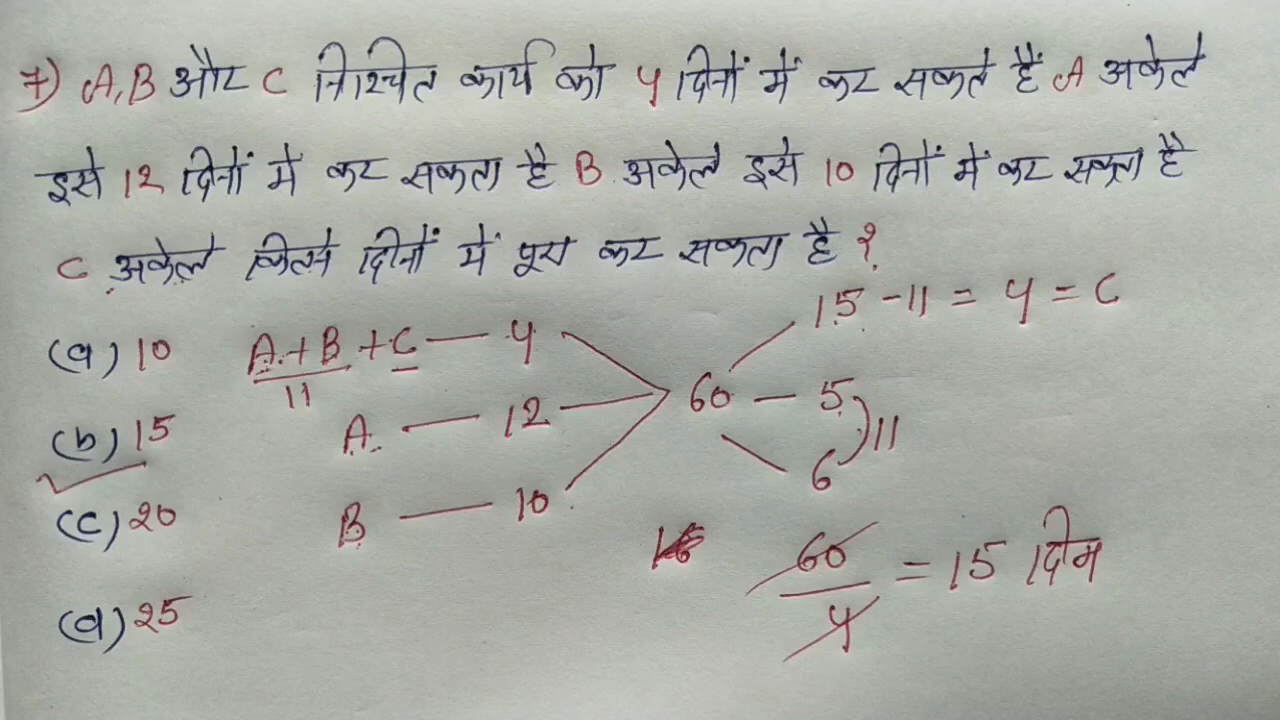 7) A,B और C निश्चित कार्य को 4 दिनों में कर सकते हैं A अकेले
इसे 12 दिनों में कर सकता है B अकेले इसे 10 दिनों में कर सकता है
C अकेले कितने दीनों में पूरा कर सकता है ?
15 - 11 = 4 = C
(a) 10 A + B + C — 4
11
60 — 5
(b) 15 A — 12
11
6
(c) 20 B — 10
60/4 = 15 दीन
(d) 25